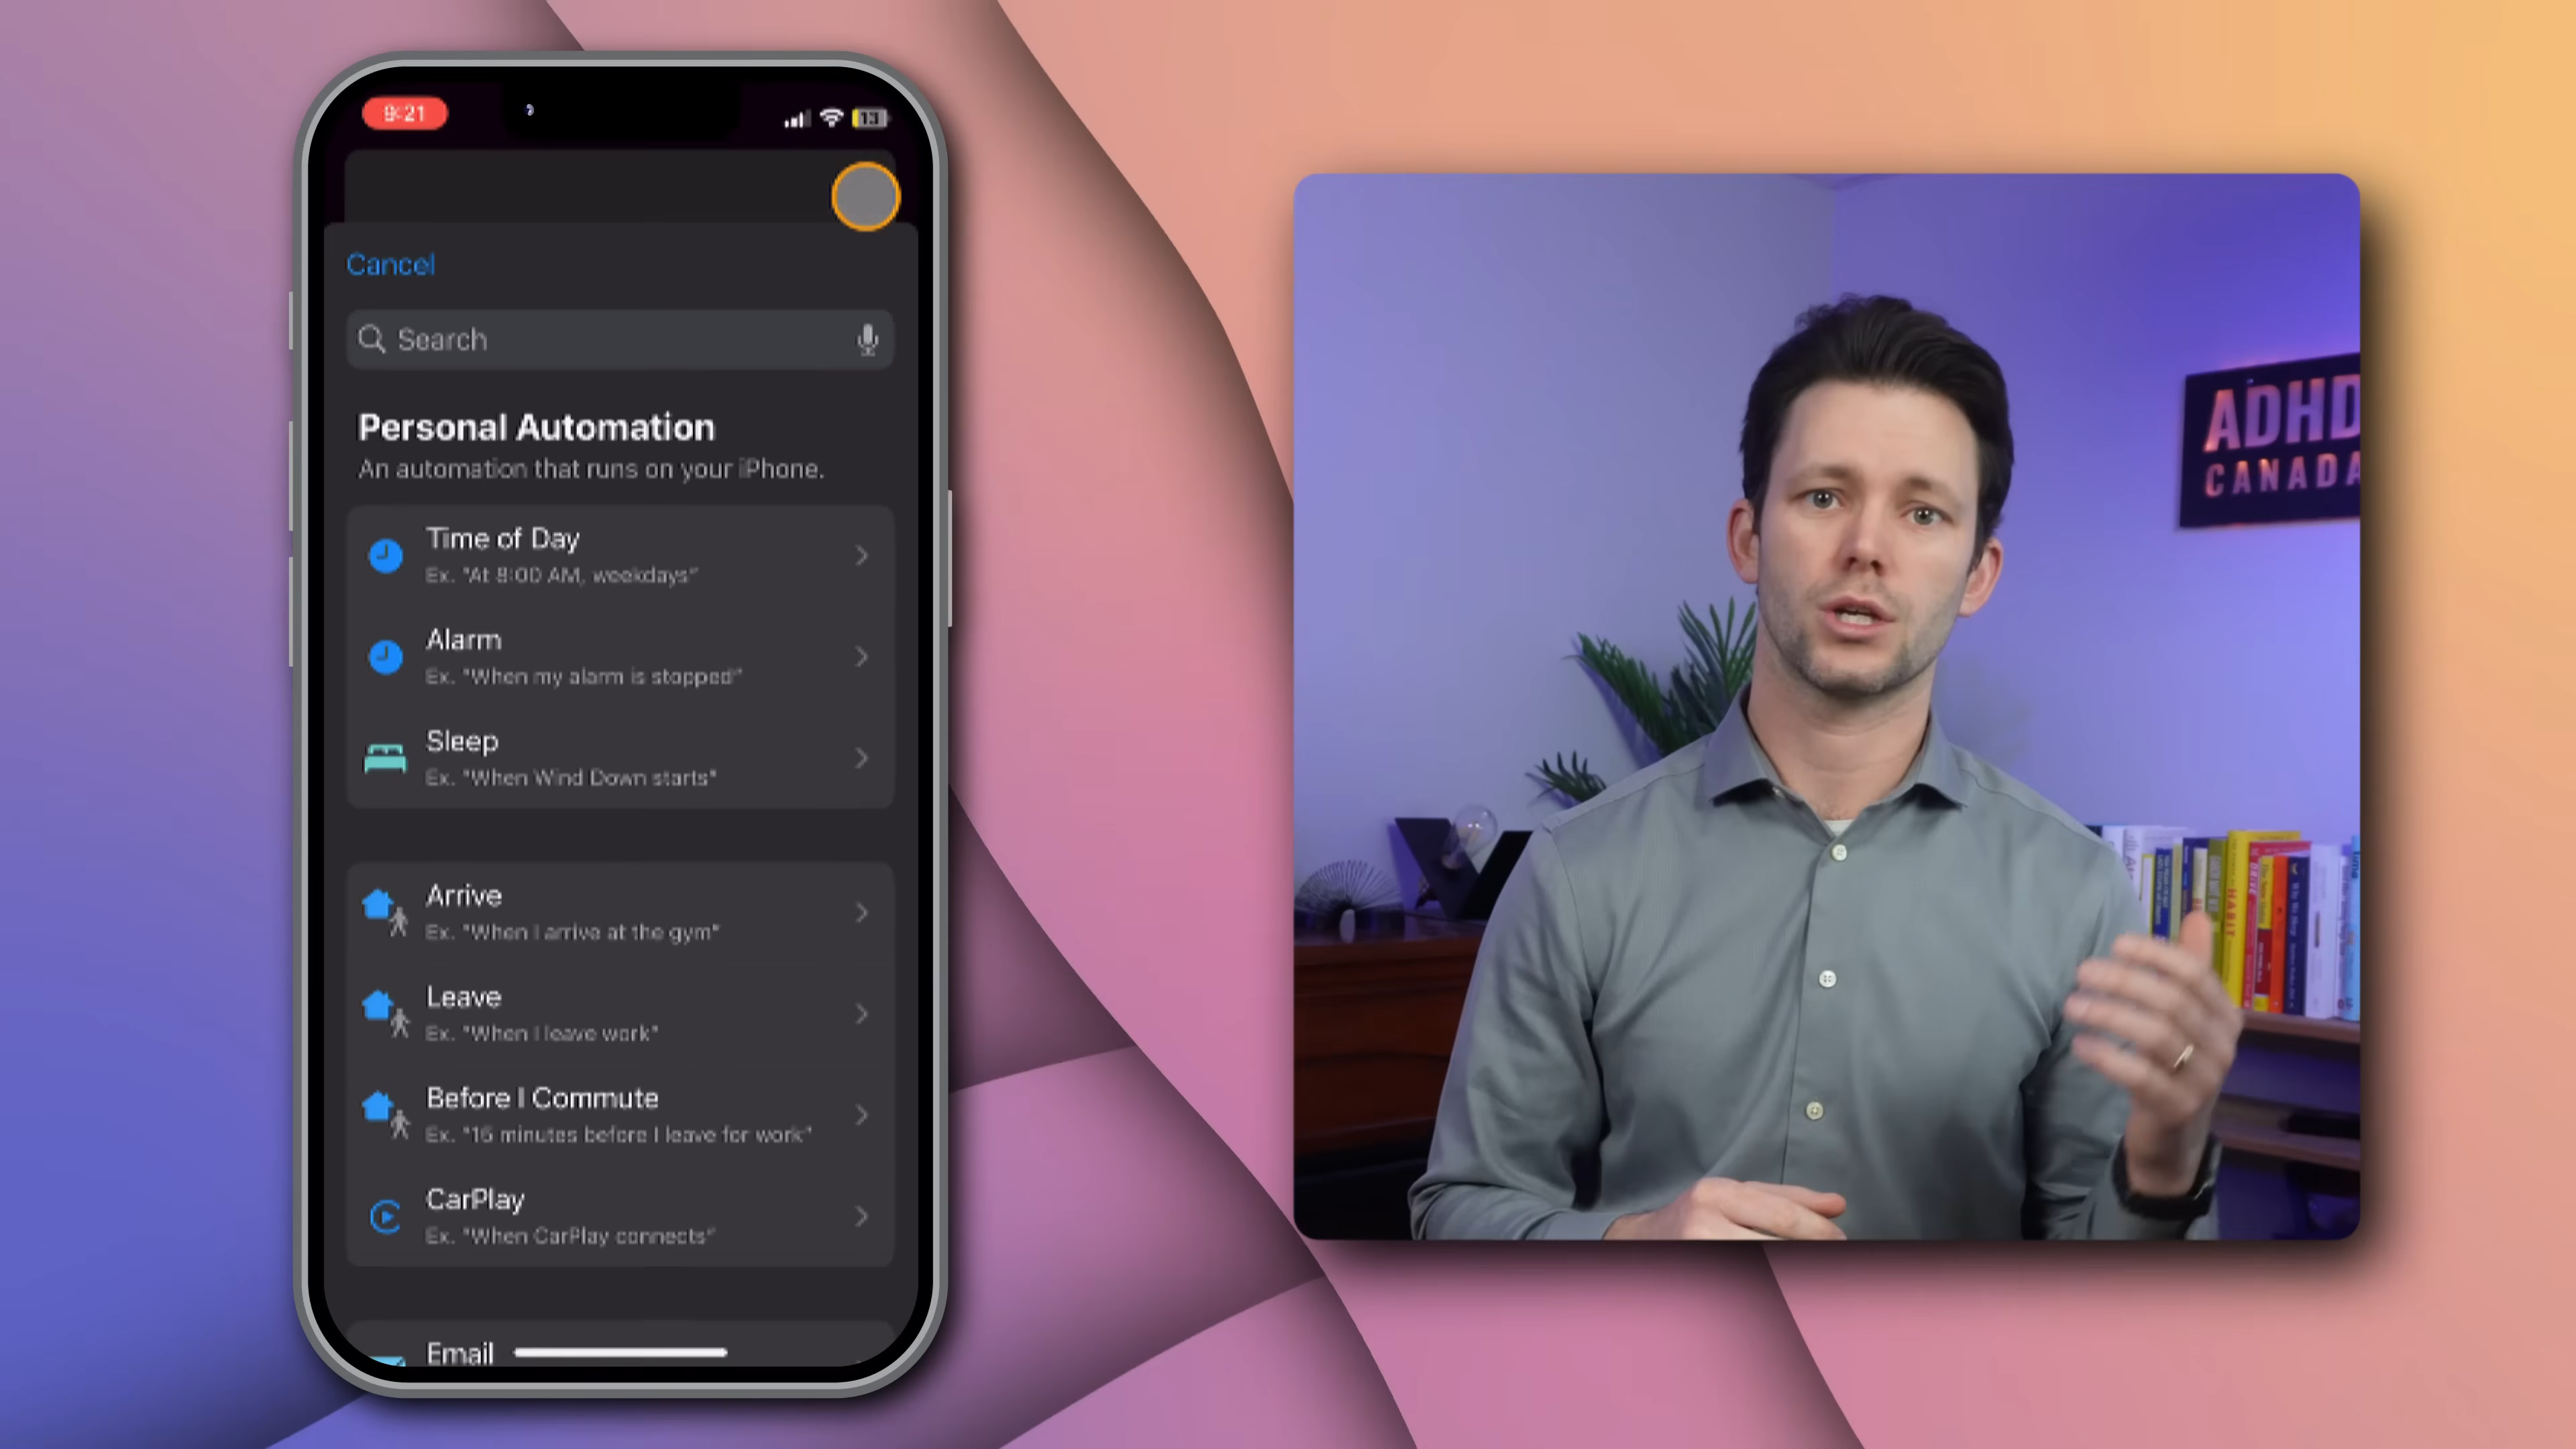 9:21
13
Cancel
Search
Personal Automation
An automation that runs on your iPhone.
Time of Day
Ex. "At 8:00 AM, weekdays"
Alarm
Ex. "When my alarm is stopped"
Sleep
Ex. "When Wind Down starts"
Arrive
Ex. "When I arrive at the gym"
Leave
Ex. "When I leave work"
Before I Commute
Ex. "15 minutes before I leave for work"
CarPlay
Ex. "When CarPlay connects"
Email
ADHD
CANADA
HABIT